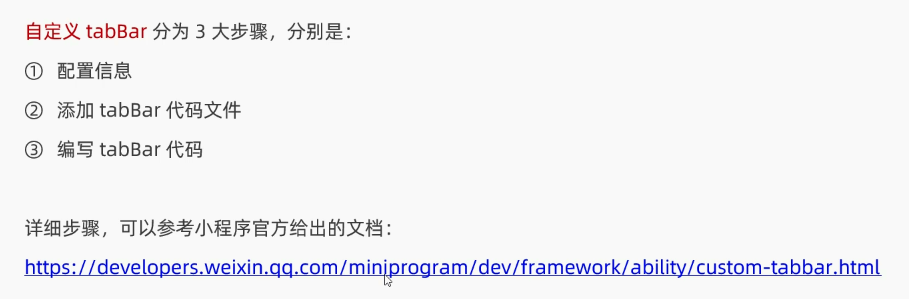 自定义 tabBar 分为 3 大步骤，分别是：
① 配置信息
② 添加 tabBar 代码文件
③ 编写 tabBar 代码
详细步骤，可以参考小程序官方给出的文档：
https://developers.weixin.qq.com/miniprogram/dev/framework/ability/custom-tabbar.html